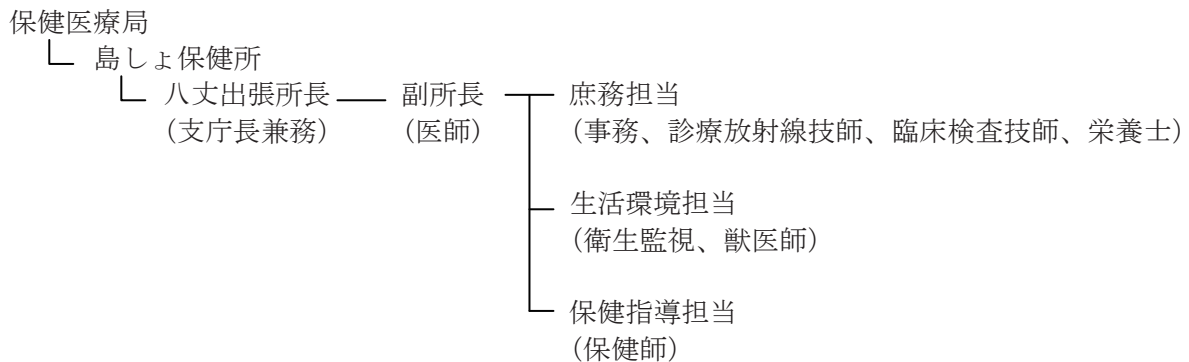 保健医療局
島しょ保健所
八丈出張所長 副所長 庶務担当
（支庁長兼務） （医師） （事務、診療放射線技師、臨床検査技師、栄養士）
生活環境担当
（衛生監視、獣医師）
保健指導担当
（保健師）